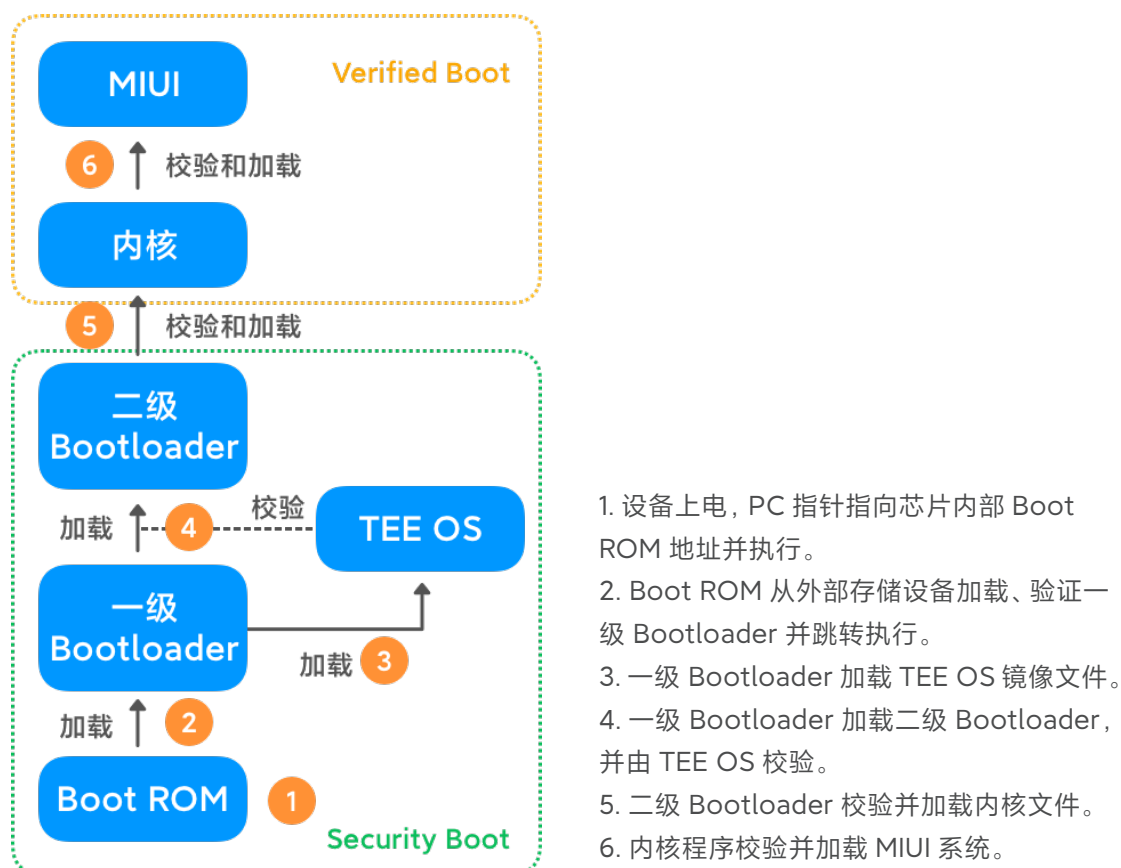 MIUI
Verified Boot
6
校验和加载
内核
5
校验和加载
二级
Bootloader
加载
4
校验
TEE OS
一级
Bootloader
加载
3
加载
2
Boot ROM
1
Security Boot
1. 设备上电，PC 指针指向芯片内部 Boot
ROM 地址并执行。
2. Boot ROM 从外部存储设备加载、验证一
级 Bootloader 并跳转执行。
3. 一级 Bootloader 加载 TEE OS 镜像文件。
4. 一级 Bootloader 加载二级 Bootloader，
并由 TEE OS 校验。
5. 二级 Bootloader 校验并加载内核文件。
6. 内核程序校验并加载 MIUI 系统。